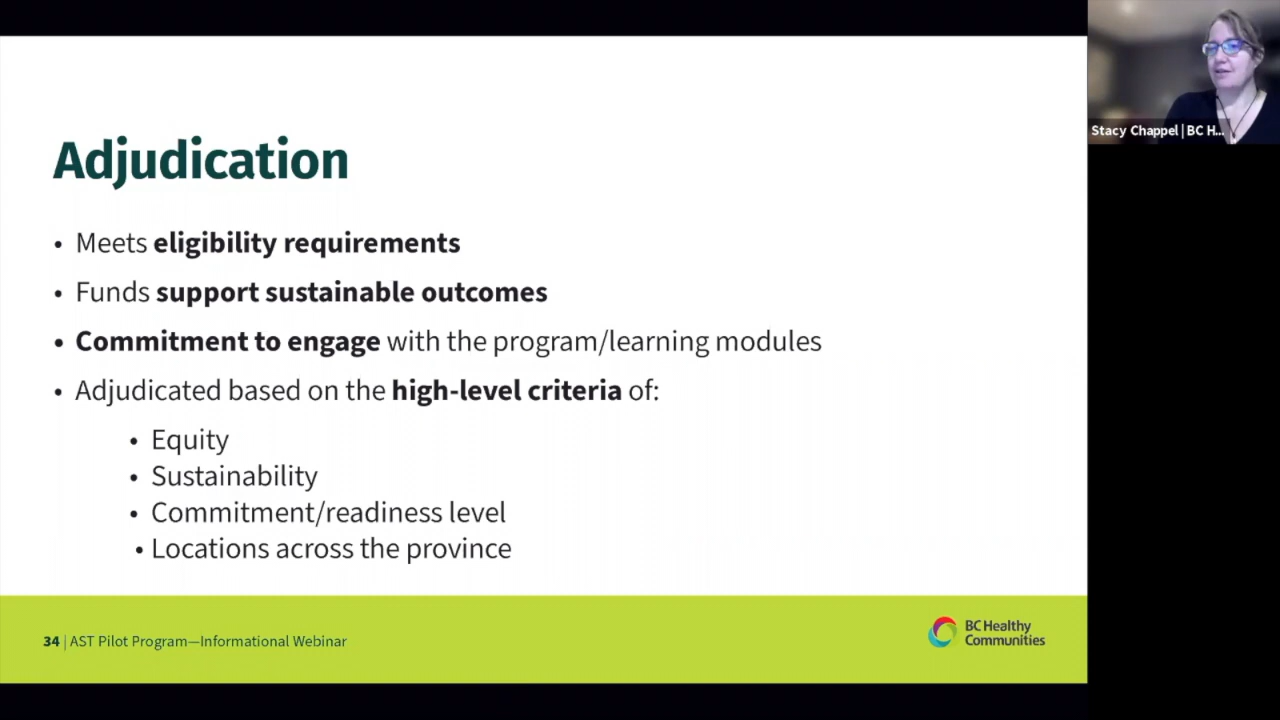 Adjudication
• Meets eligibility requirements
• Funds support sustainable outcomes
• Commitment to engage with the program/learning modules
• Adjudicated based on the high-level criteria of:
• Equity
• Sustainability
• Commitment/readiness level
• Locations across the province
34 | AST Pilot Program—Informational Webinar
BC Healthy
Communities
Stacy Chappel | BC H...